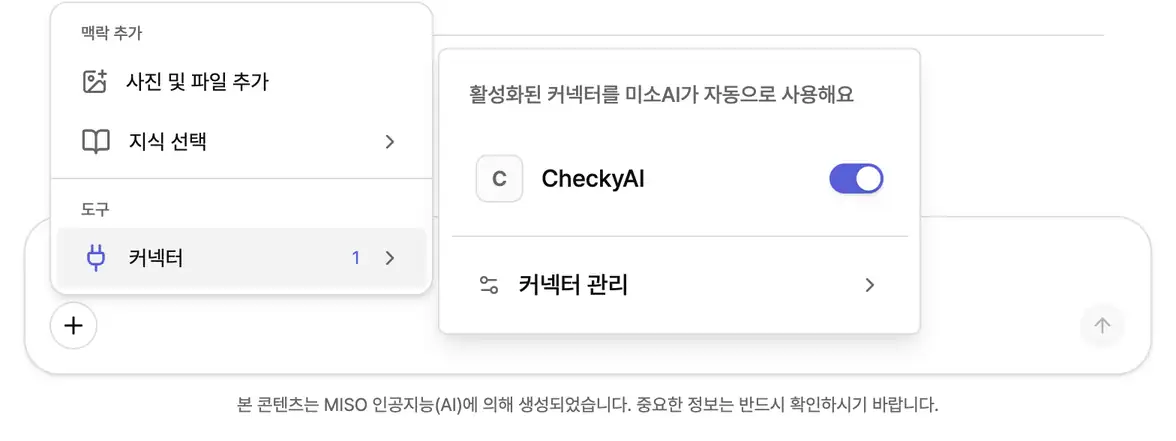 맥락 추가
사진 및 파일 추가
지식 선택
도구
커넥터 1
활성화된 커넥터를 미소AI가 자동으로 사용해요
C CheckyAI
커넥터 관리
본 콘텐츠는 MISO 인공지능(AI)에 의해 생성되었습니다. 중요한 정보는 반드시 확인하시기 바랍니다.